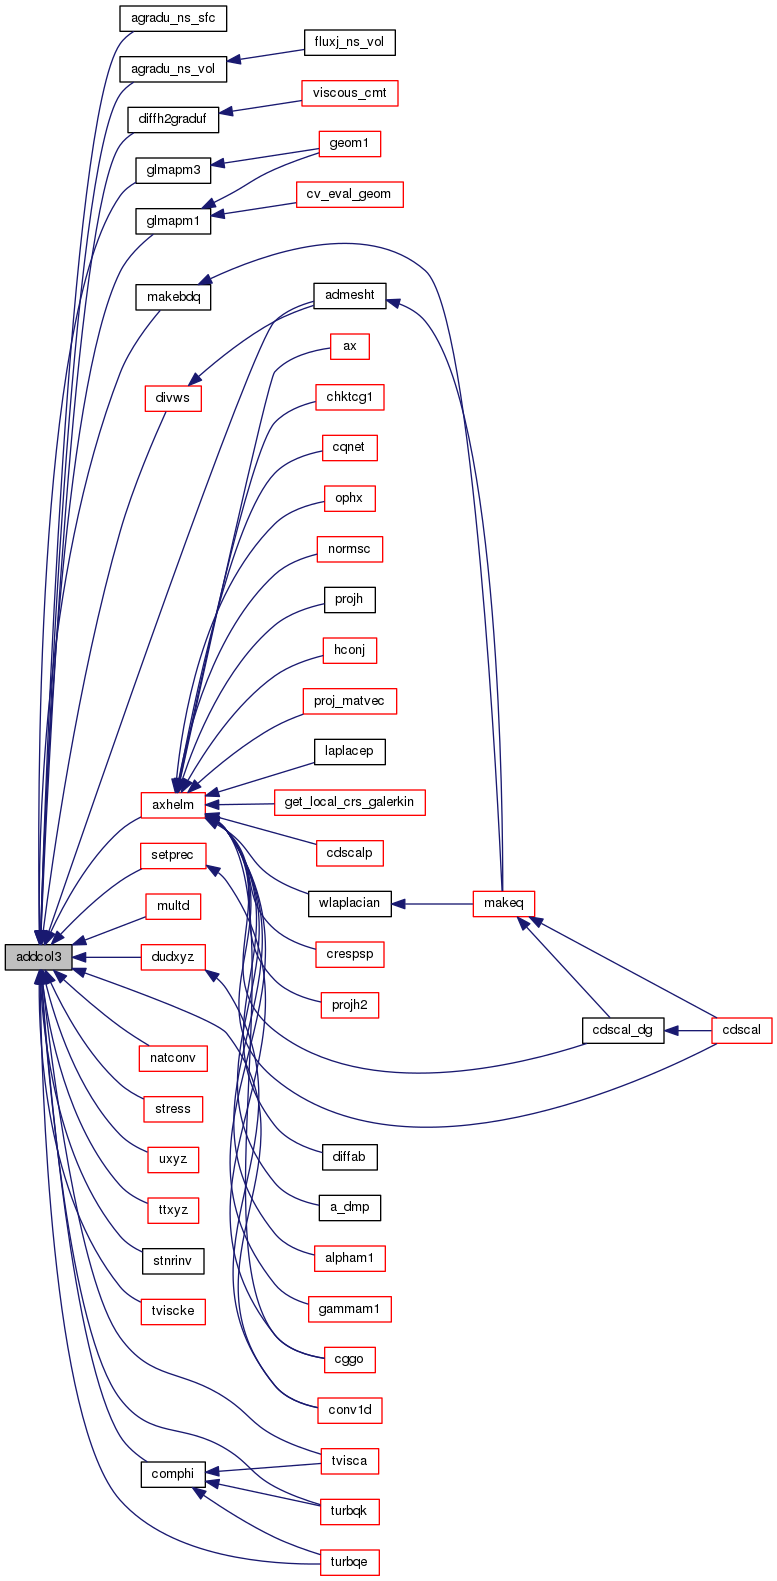 agradu_ns_sfc
fluxj_ns_vol
agradu_ns_vol
viscous_cmt
diffh2graduf
geom1
glmapm3
cv_eval_geom
glmapm1
makebdq
admesht
ax
divws
chktcg1
cqnet
ophx
normsc
projh
hconj
proj_matvec
laplacep
axhelm
get_local_crs_galerkin
setprec
cdscalp
multd
wlaplacian
makeq
addcol3
dudxyz
crespsp
projh2
cdscal_dg
cdscal
natconv
stress
uxyz
diffab
ttxyz
a_dmp
stnrinv
alpham1
tviscke
gammam1
cggo
conv1d
tvisca
comphi
turbqk
turbqe